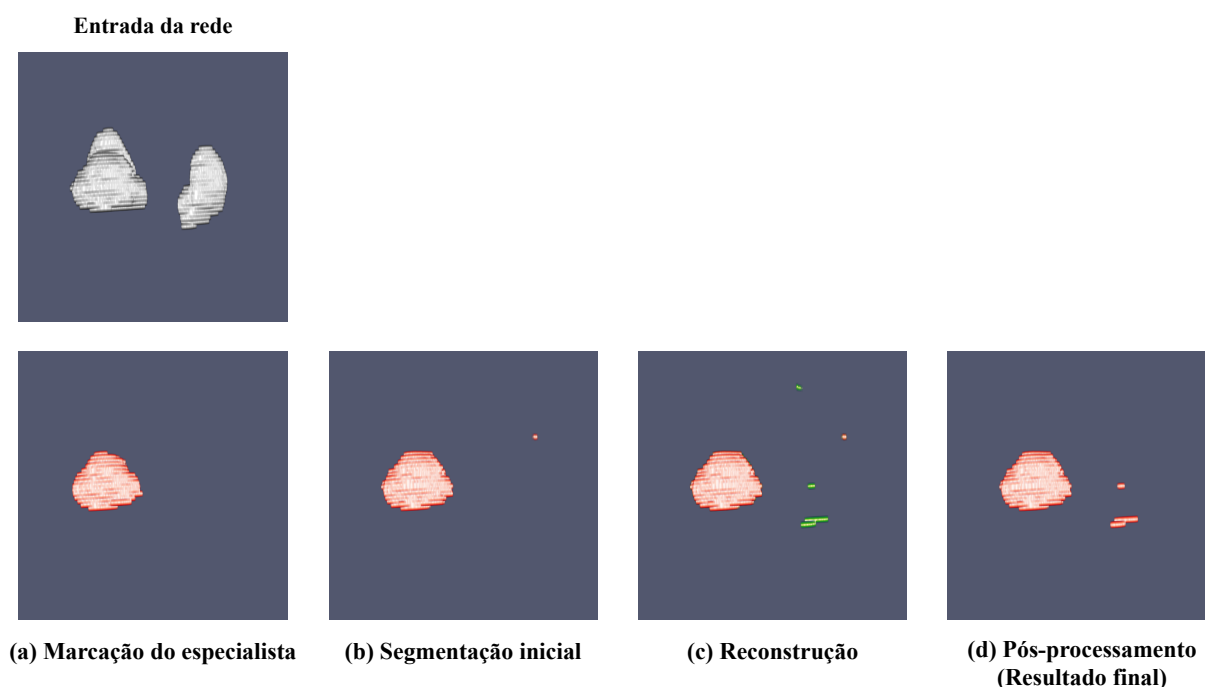 Entrada da rede
(a) Marcação do especialista
(b) Segmentação inicial
(c) Reconstrução
(d) Pós-processamento
(Resultado final)